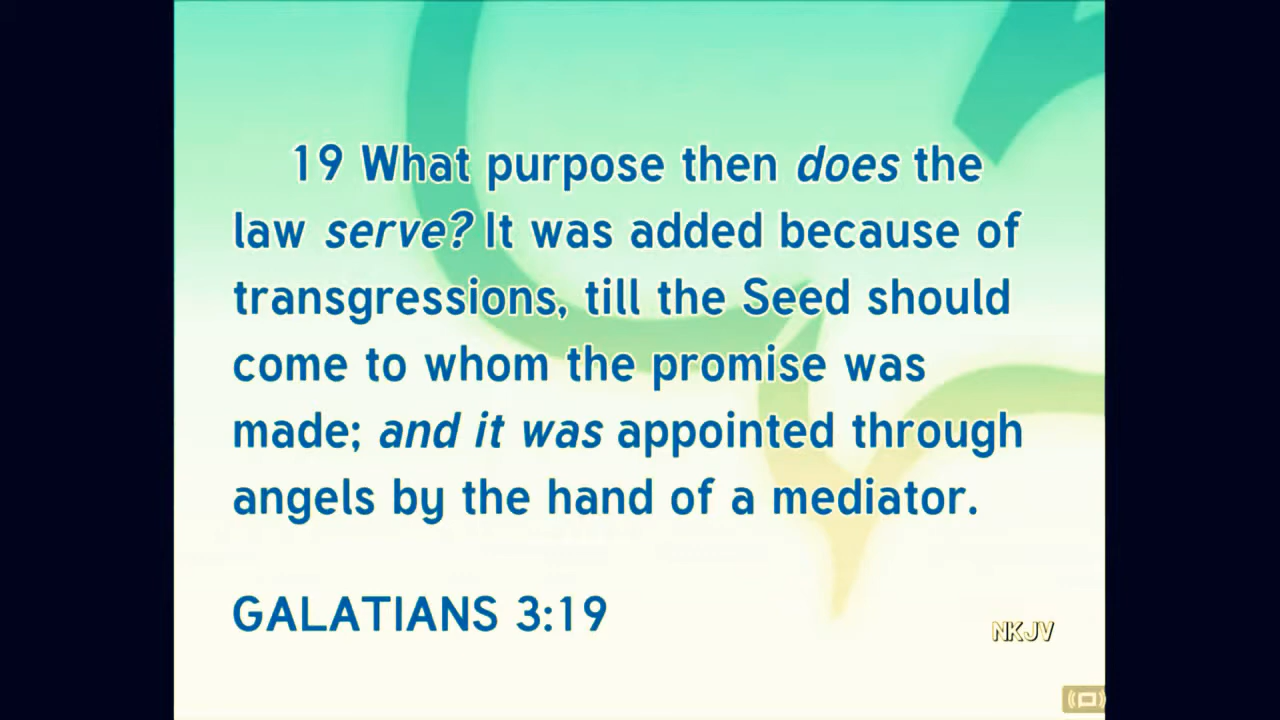 19 What purpose then does the
law serve? It was added because of
transgressions, till the Seed should
come to whom the promise was
made; and it was appointed through
angels by the hand of a mediator.
GALATIANS 3:19
NKJV